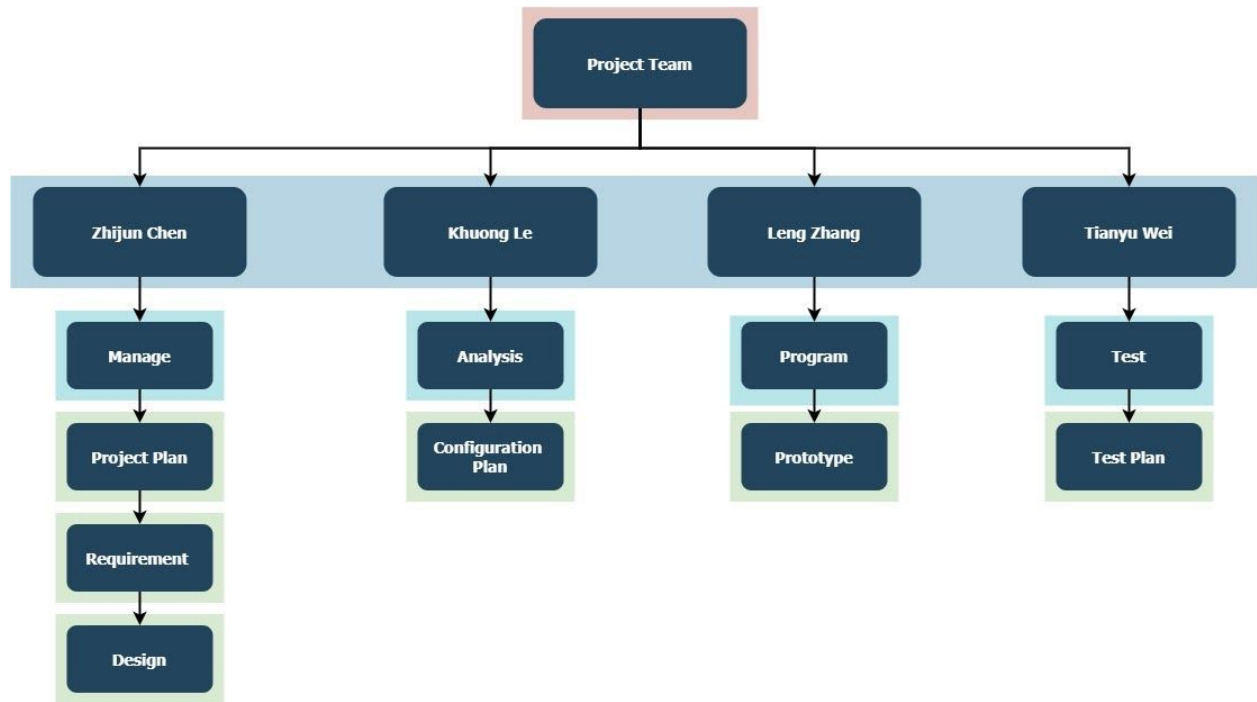 Project Team
Zhijun Chen
Khuong Le
Leng Zhang
Tianyu Wei
Manage
Analysis
Program
Test
Project Plan
Configuration
Plan
Prototype
Test Plan
Requirement
Design